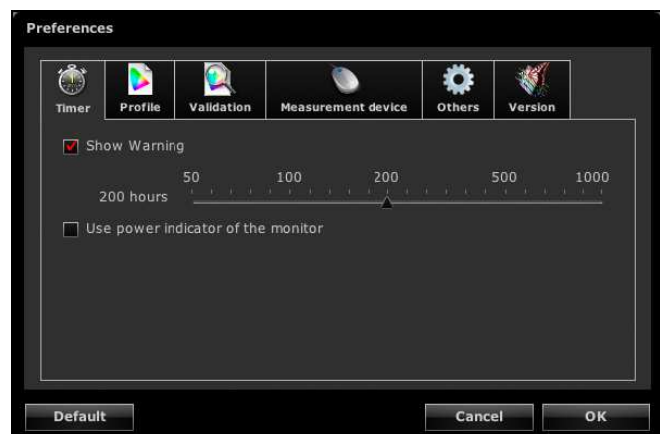 Preferences
Timer Profile Validation Measurement device Others Version
Show Warning
50 100 200 500 1000
200 hours
Use power indicator of the monitor
Default Cancel OK